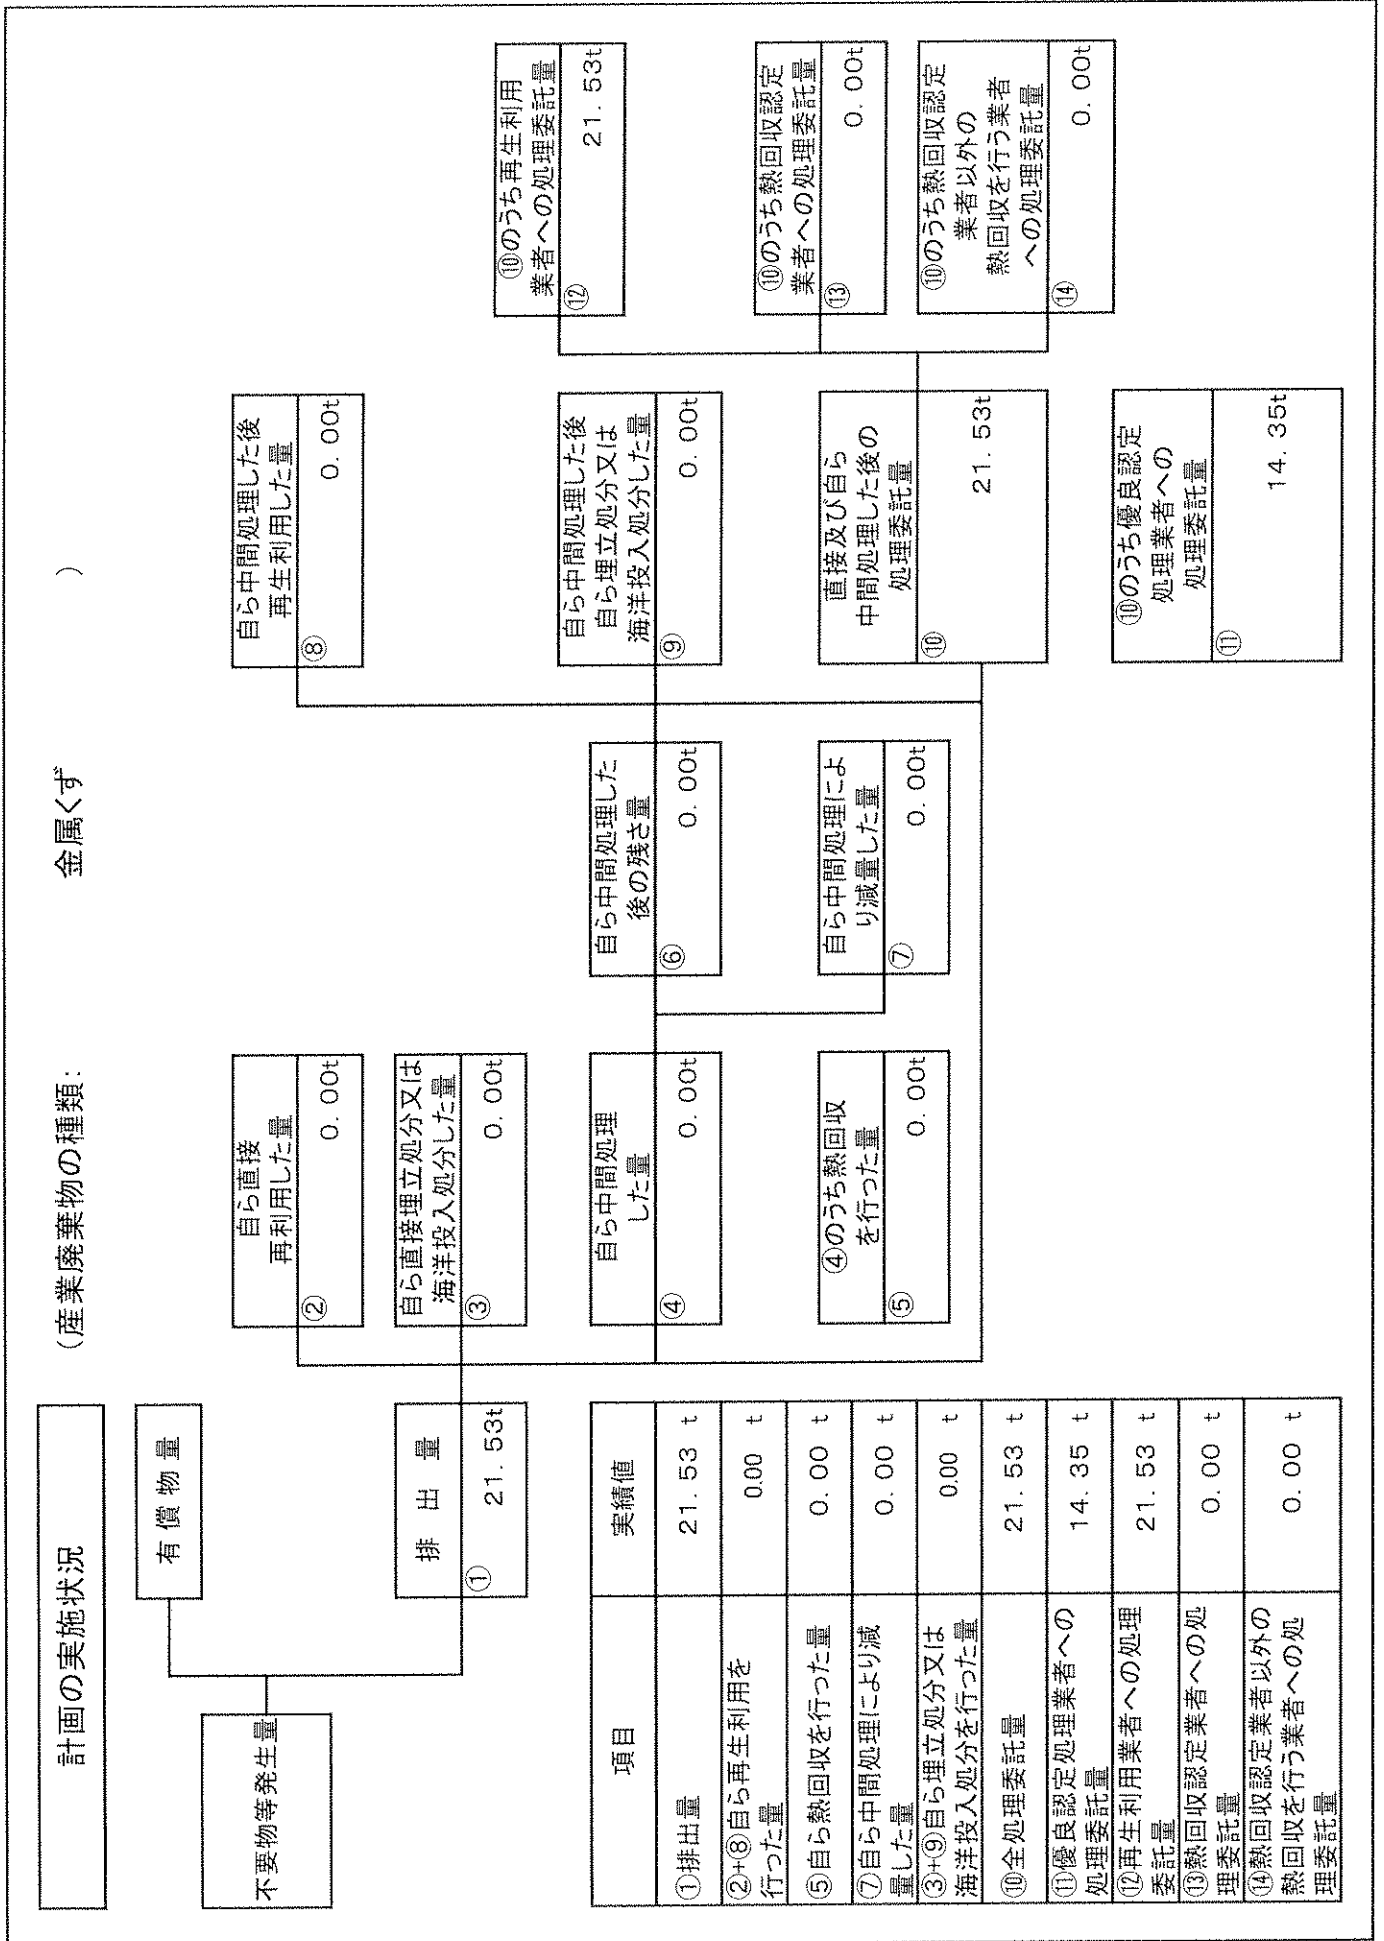 計画の実施状況
(産業廃棄物の種類: 金属くず )
不要物等発生量
有償物量
排出量
① 21.53t
自ら直接
再利用した量
② 0.00t
自ら直接埋立処分又は
海洋投入処分した量
③ 0.00t
自ら中間処理
した量
④ 0.00t
④のうち熱回収
を行った量
⑤ 0.00t
自ら中間処理した
後の残さ量
⑥ 0.00t
自ら中間処理によ
り減量した量
⑦ 0.00t
自ら中間処理した後
再生利用した量
⑧ 0.00t
自ら中間処理した後
自ら埋立処分又は
海洋投入処分した量
⑨ 0.00t
直接及び自ら
中間処理した後の
処理委託量
⑩ 21.53t
⑩のうち優良認定
処理業者への
処理委託量
⑪ 14.35t
⑩のうち再生利用
業者への処理委託量
⑫ 21.53t
⑩のうち熱回収認定
業者への処理委託量
⑬ 0.00t
⑩のうち熱回収認定
業者以外の
熱回収を行う業者
への処理委託量
⑭ 0.00t
項目 実績値
①排出量 21.53 t
②+⑧自ら再生利用を
行った量 0.00 t
⑤自ら熱回収を行った量 0.00 t
⑦自ら中間処理により減
量した量 0.00 t
③+⑨自ら埋立処分又は
海洋投入処分を行った量 0.00 t
⑩全処理委託量 21.53 t
⑪優良認定処理業者への
処理委託量 14.35 t
⑫再生利用業者への処理
委託量 21.53 t
⑬熱回収認定業者への処
理委託量 0.00 t
⑭熱回収認定業者以外の
熱回収を行う業者への処
理委託量 0.00 t